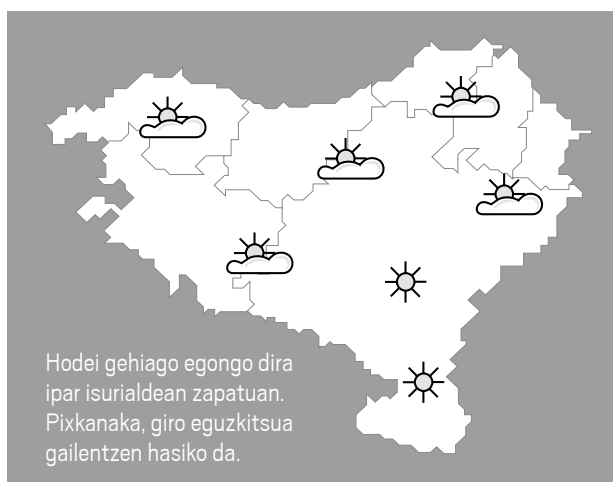 Hodei gehiago egongo dira
ipar isurialdean zapatuan.
Pixkanaka, giro eguzkitsua
gailentzen hasiko da.